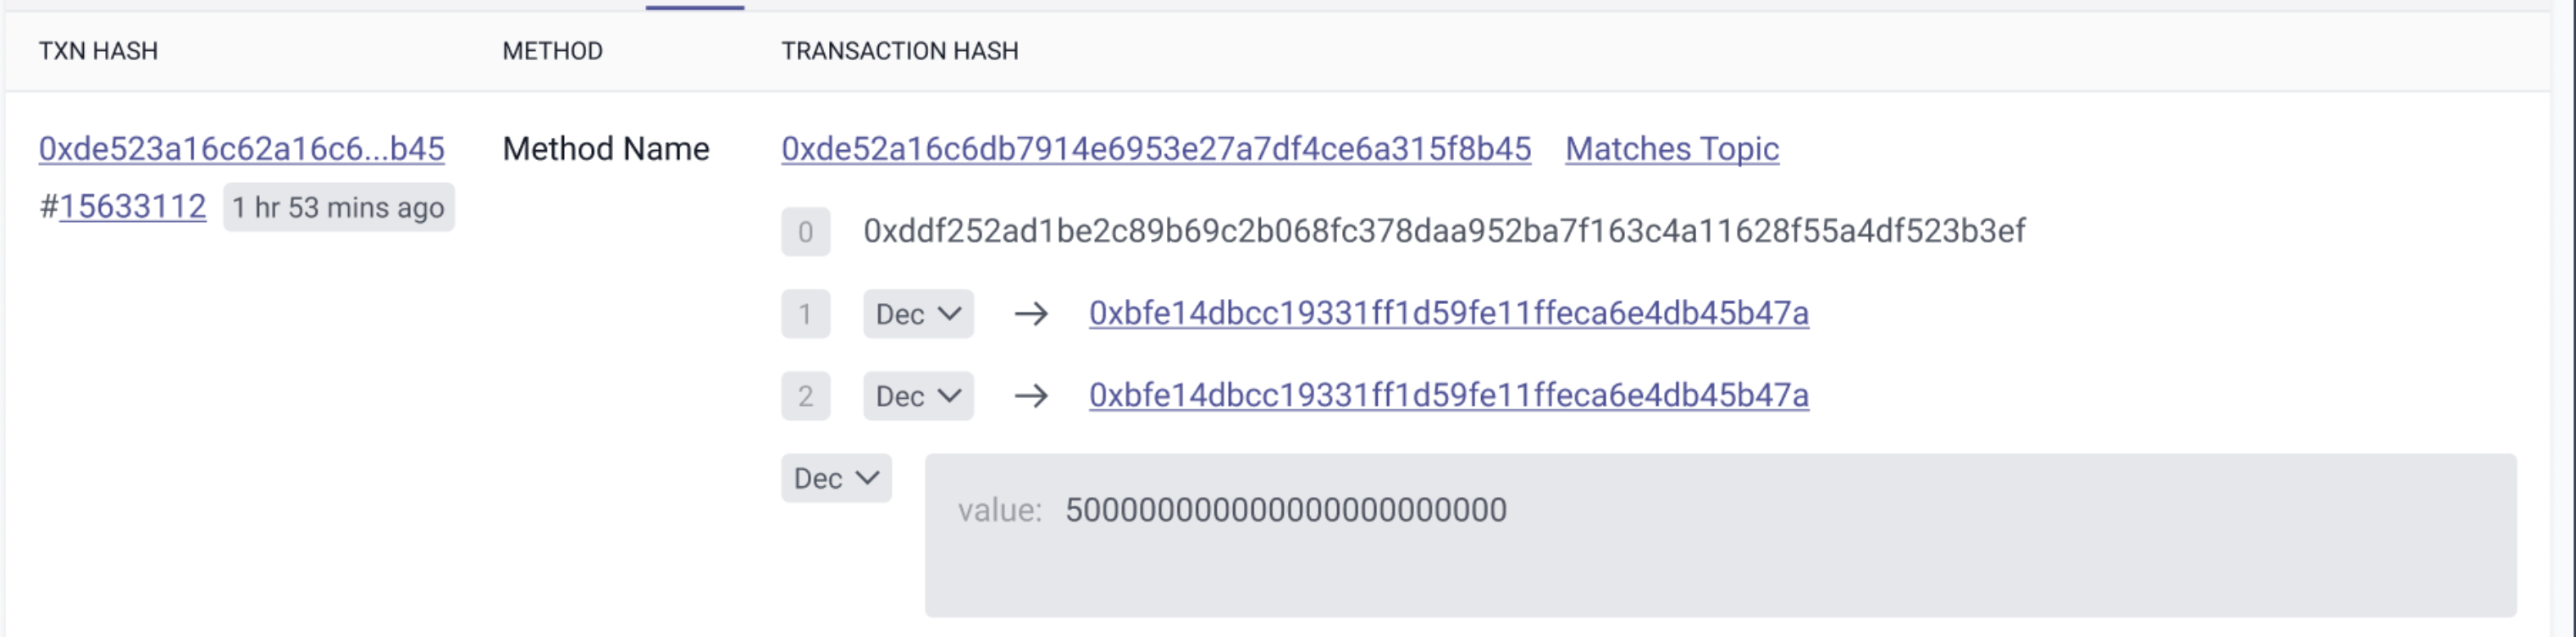 TXN HASH METHOD TRANSACTION HASH
0xde523a16c62a16c6...b45 Method Name 0xde52a16c6db7914e6953e27a7df4ce6a315f8b45 Matches Topic
#15633112 1 hr 53 mins ago
0 0xddf252ad1be2c89b69c2b068fc378daa952ba7f163c4a11628f55a4df523b3ef
1 Dec → 0xbfe14dbcc19331ff1d59fe11ffeca6e4db45b47a
2 Dec → 0xbfe14dbcc19331ff1d59fe11ffeca6e4db45b47a
Dec value: 5000000000000000000000000